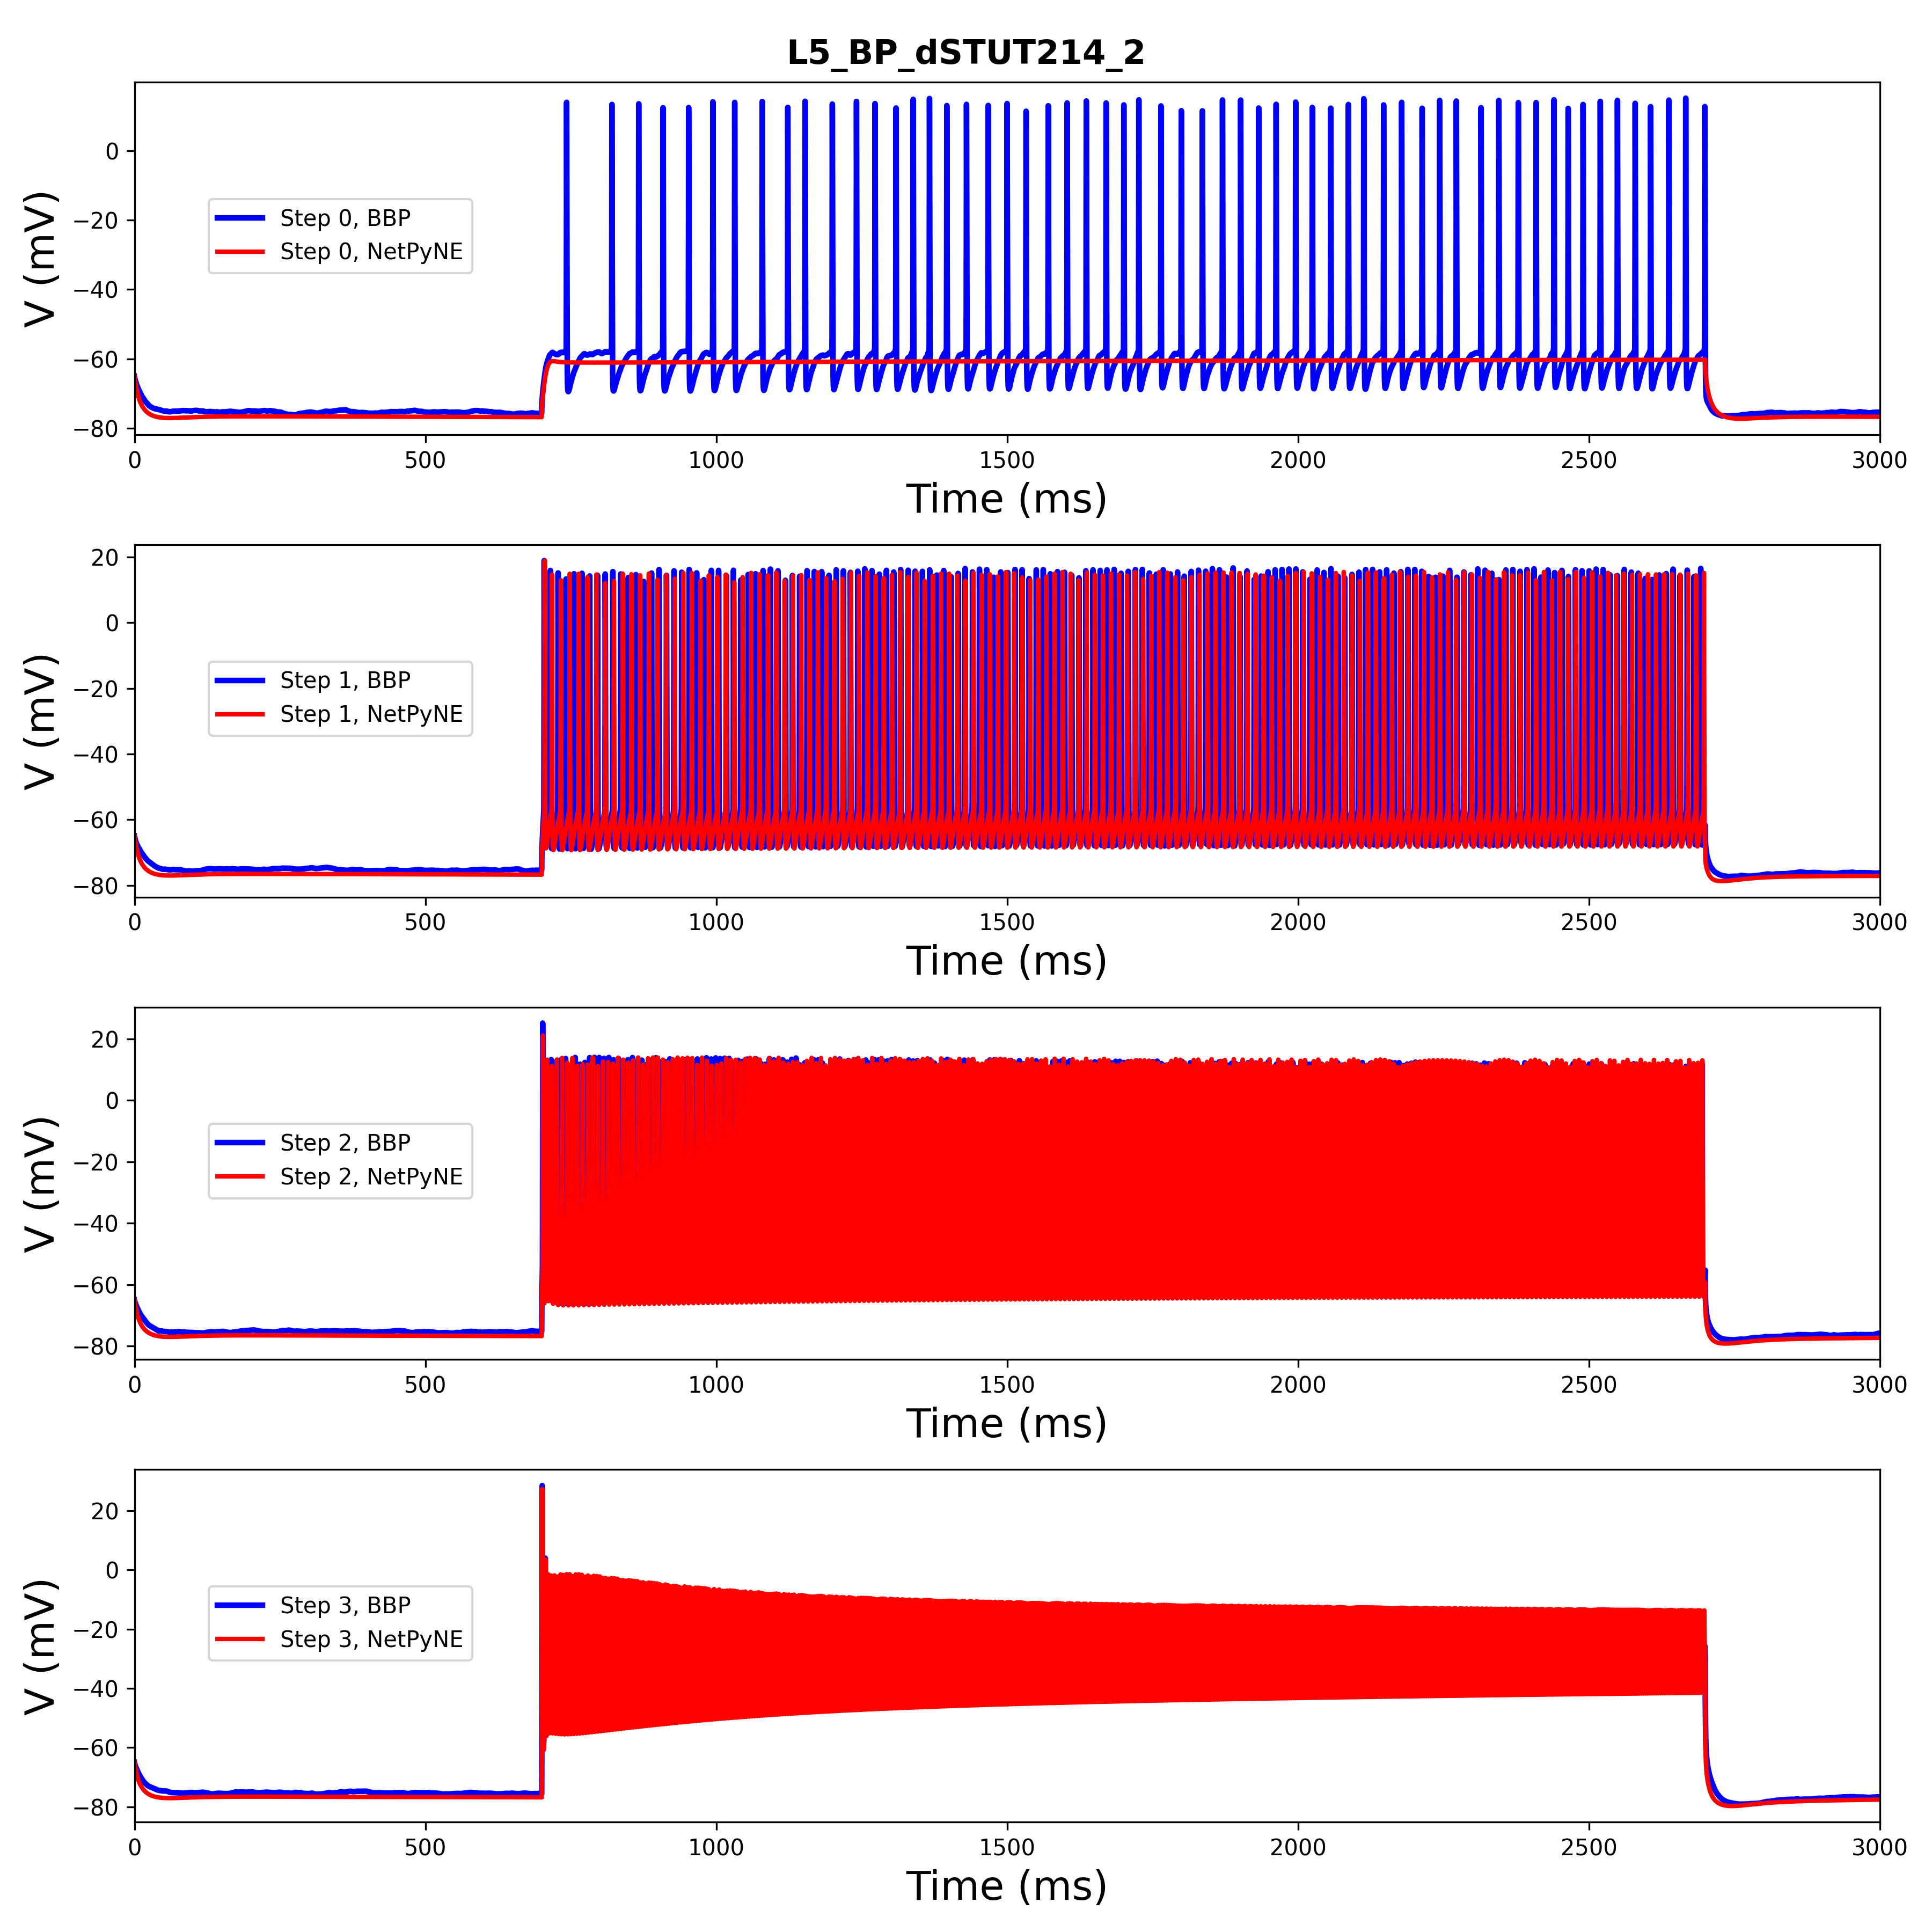 L5_BP_dSTUT214_2
V (mV)
0
−20
−40
−60
−80
Step 0, BBP
Step 0, NetPyNE
0 500 1000 1500 2000 2500 3000
Time (ms)
V (mV)
20
0
−20
−40
−60
−80
Step 1, BBP
Step 1, NetPyNE
0 500 1000 1500 2000 2500 3000
Time (ms)
V (mV)
20
0
−20
−40
−60
−80
Step 2, BBP
Step 2, NetPyNE
0 500 1000 1500 2000 2500 3000
Time (ms)
V (mV)
20
0
−20
−40
−60
−80
Step 3, BBP
Step 3, NetPyNE
0 500 1000 1500 2000 2500 3000
Time (ms)